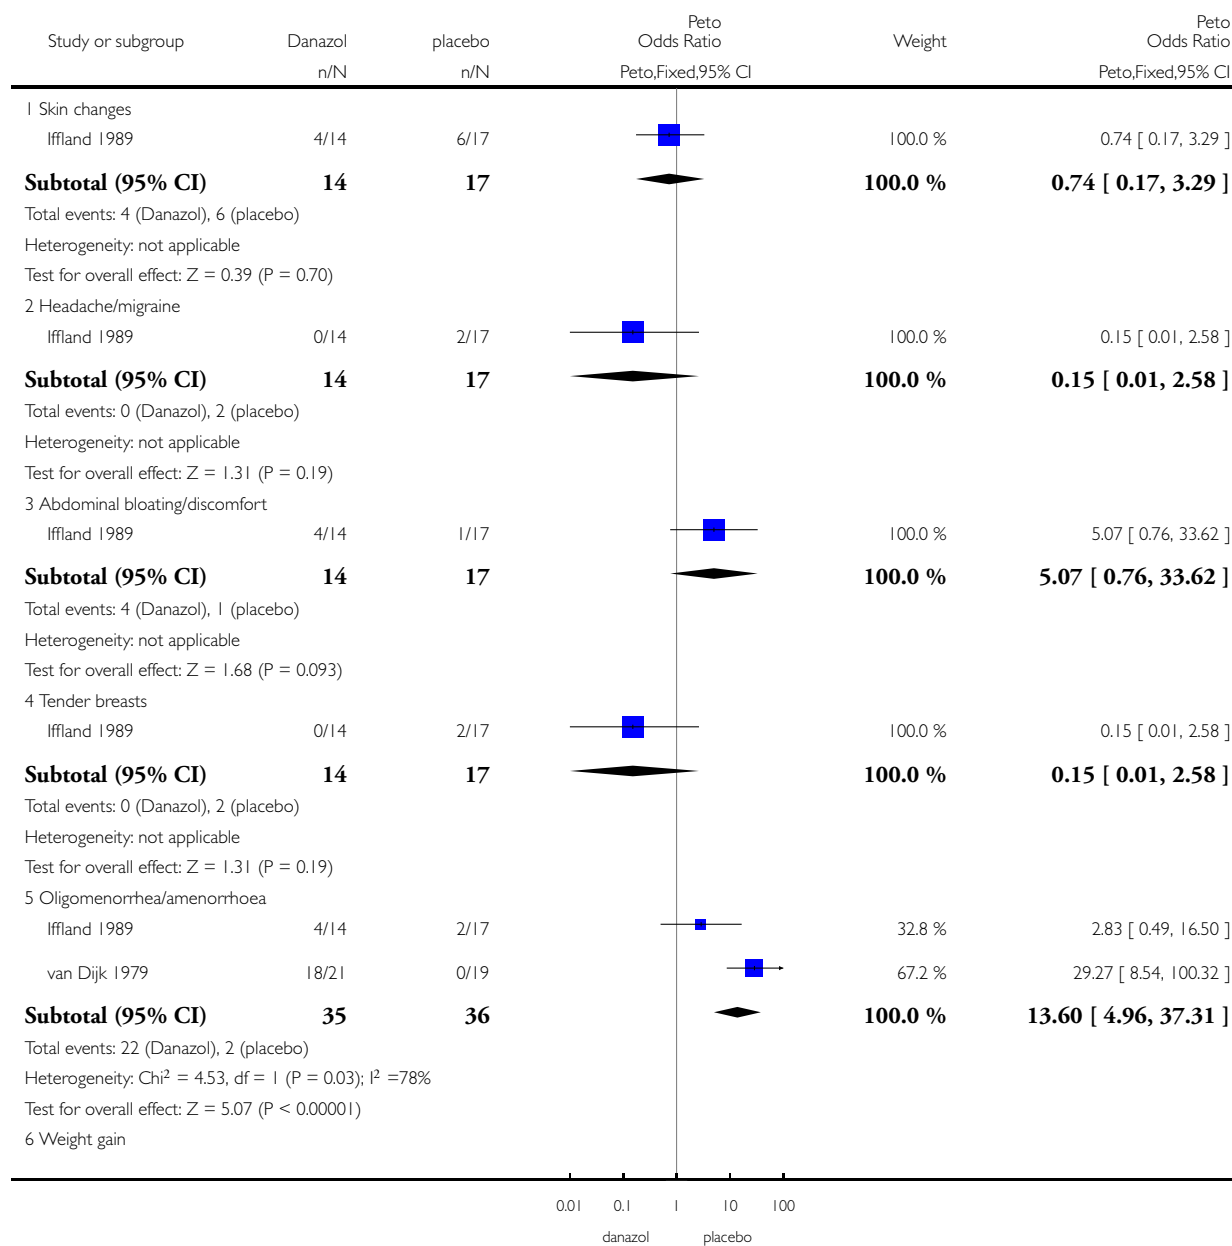 Study or subgroup Danazol placebo Peto Odds Ratio Weight Peto Odds Ratio
n/N n/N Peto,Fixed,95% CI Peto,Fixed,95% CI
1 Skin changes
Iffland 1989 4/14 6/17 100.0 % 0.74 [ 0.17, 3.29 ]
Subtotal (95% CI) 14 17 100.0 % 0.74 [ 0.17, 3.29 ]
Total events: 4 (Danazol), 6 (placebo)
Heterogeneity: not applicable
Test for overall effect: Z = 0.39 (P = 0.70)
2 Headache/migraine
Iffland 1989 0/14 2/17 100.0 % 0.15 [ 0.01, 2.58 ]
Subtotal (95% CI) 14 17 100.0 % 0.15 [ 0.01, 2.58 ]
Total events: 0 (Danazol), 2 (placebo)
Heterogeneity: not applicable
Test for overall effect: Z = 1.31 (P = 0.19)
3 Abdominal bloating/discomfort
Iffland 1989 4/14 1/17 100.0 % 5.07 [ 0.76, 33.62 ]
Subtotal (95% CI) 14 17 100.0 % 5.07 [ 0.76, 33.62 ]
Total events: 4 (Danazol), 1 (placebo)
Heterogeneity: not applicable
Test for overall effect: Z = 1.68 (P = 0.093)
4 Tender breasts
Iffland 1989 0/14 2/17 100.0 % 0.15 [ 0.01, 2.58 ]
Subtotal (95% CI) 14 17 100.0 % 0.15 [ 0.01, 2.58 ]
Total events: 0 (Danazol), 2 (placebo)
Heterogeneity: not applicable
Test for overall effect: Z = 1.31 (P = 0.19)
5 Oligomenorrhea/amenorrhoea
Iffland 1989 4/14 2/17 32.8 % 2.83 [ 0.49, 16.50 ]
van Dijk 1979 18/21 0/19 67.2 % 29.27 [ 8.54, 100.32 ]
Subtotal (95% CI) 35 36 100.0 % 13.60 [ 4.96, 37.31 ]
Total events: 22 (Danazol), 2 (placebo)
Heterogeneity: Chi² = 4.53, df = 1 (P = 0.03); I² =78%
Test for overall effect: Z = 5.07 (P < 0.00001)
6 Weight gain
0.01 0.1 1 10 100
danazol placebo